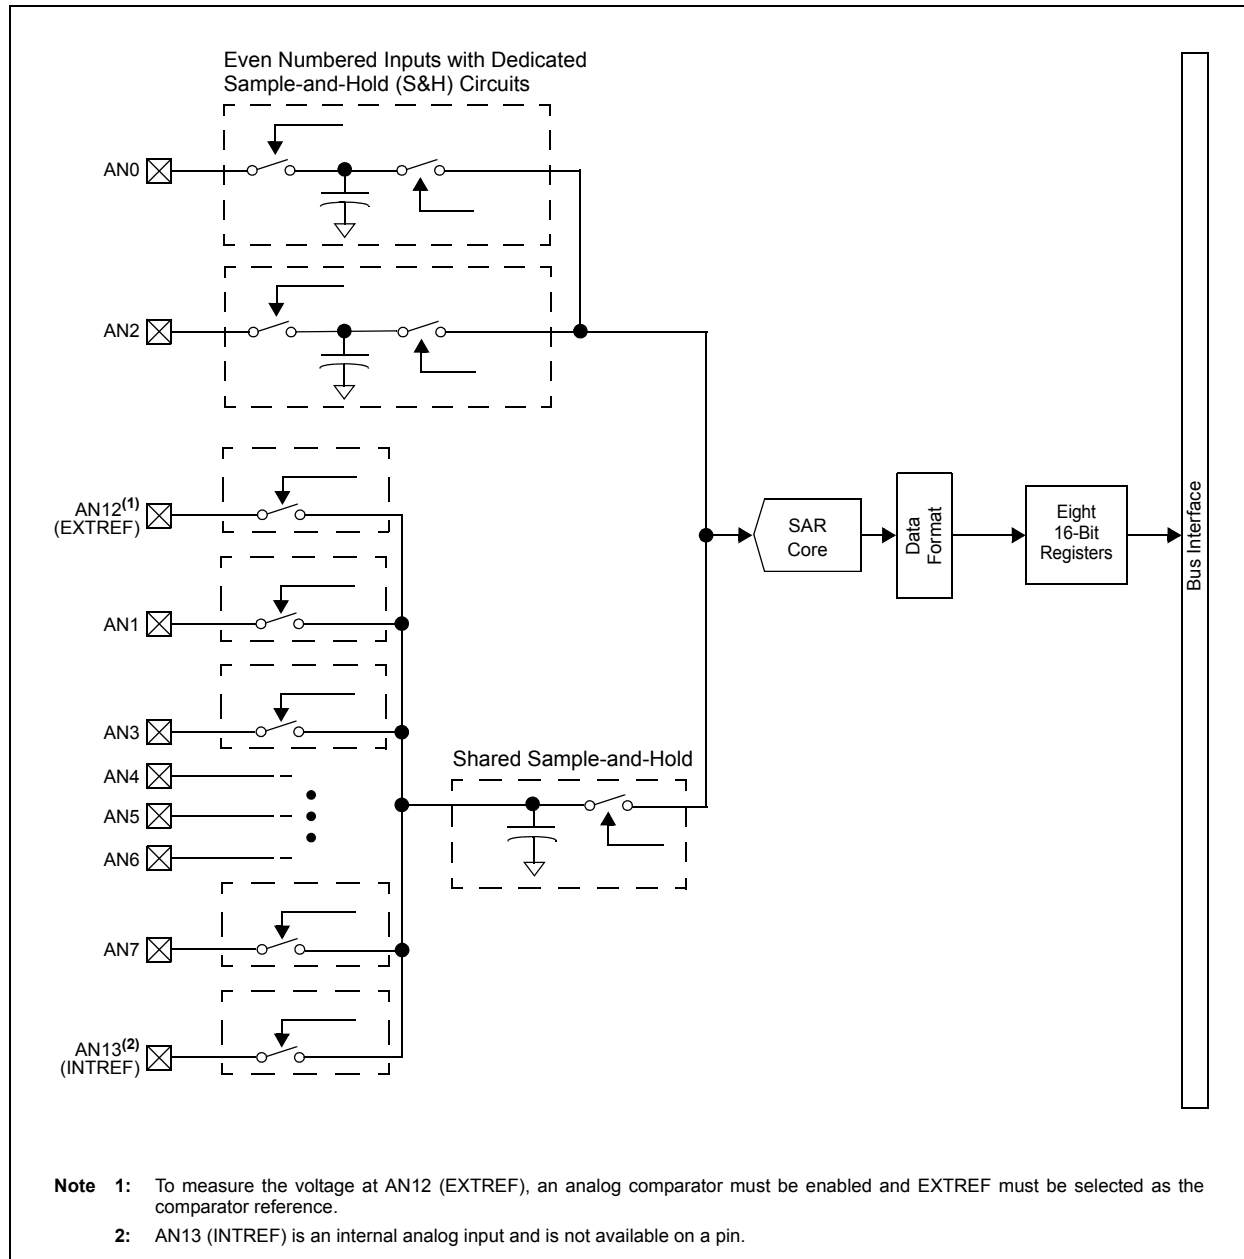 Even Numbered Inputs with Dedicated
Sample-and-Hold (S&H) Circuits
AN0
AN2
AN12(1)
(EXTREF)
AN1
AN3
AN4
AN5
AN6
AN7
AN13(2)
(INTREF)
Shared Sample-and-Hold
SAR
Core
Data
Format
Eight
16-Bit
Registers
Bus Interface
Note 1: To measure the voltage at AN12 (EXTREF), an analog comparator must be enabled and EXTREF must be selected as the
comparator reference.
2: AN13 (INTREF) is an internal analog input and is not available on a pin.